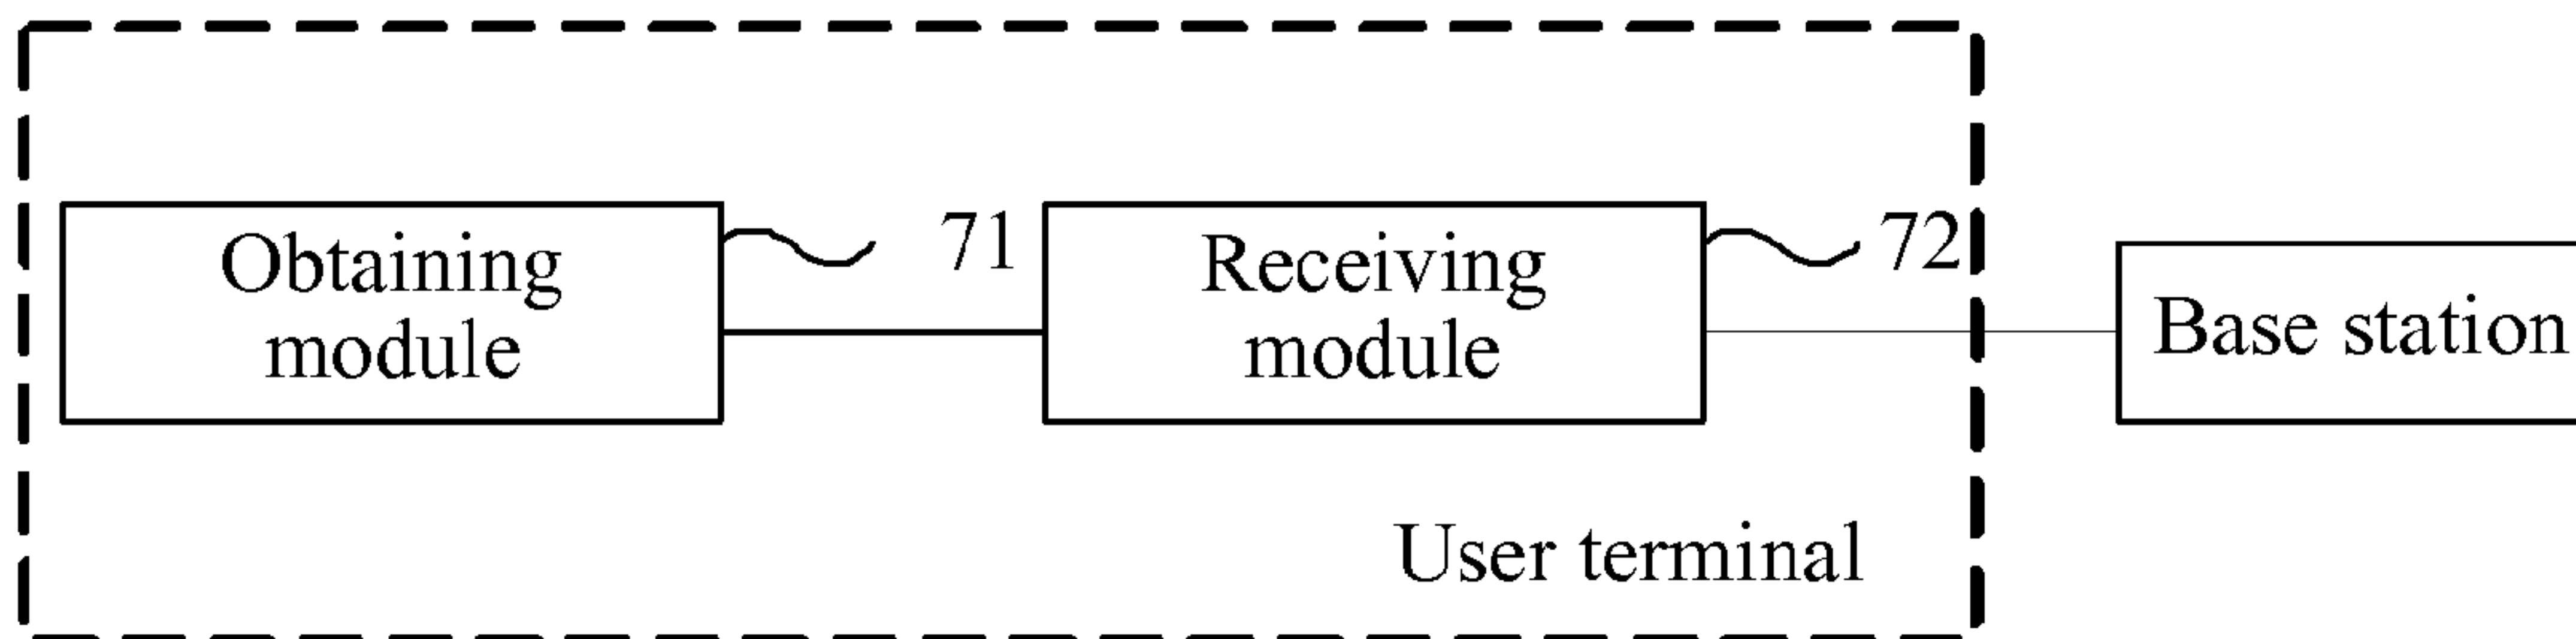 Obtaining
module
71
Receiving
module
72
Base station
User terminal